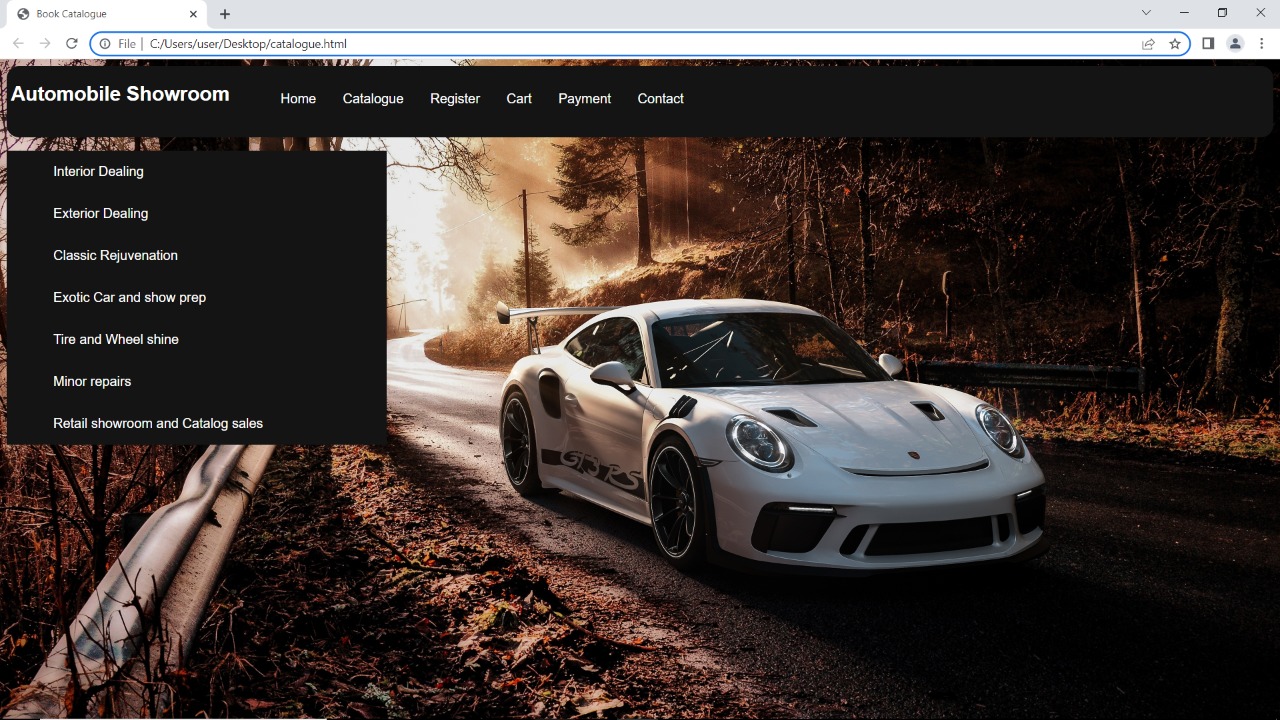 Book Catalogue
File | C:/Users/user/Desktop/catalogue.html
Automobile Showroom
Home Catalogue Register Cart Payment Contact
Interior Dealing
Exterior Dealing
Classic Rejuvenation
Exotic Car and show prep
Tire and Wheel shine
Minor repairs
Retail showroom and Catalog sales
GT3 RS